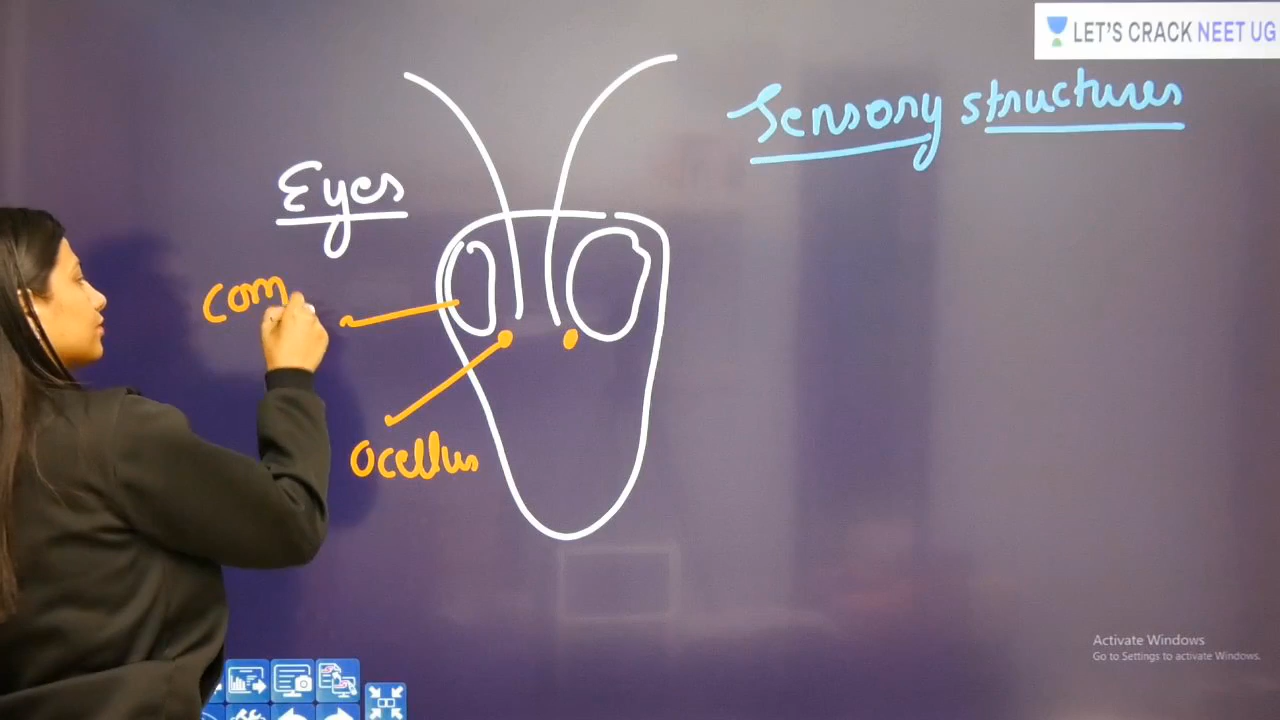 LET'S CRACK NEET UG
Sensory structures
Eyes
com
ocellus
Activate Windows
Go to Settings to activate Windows.